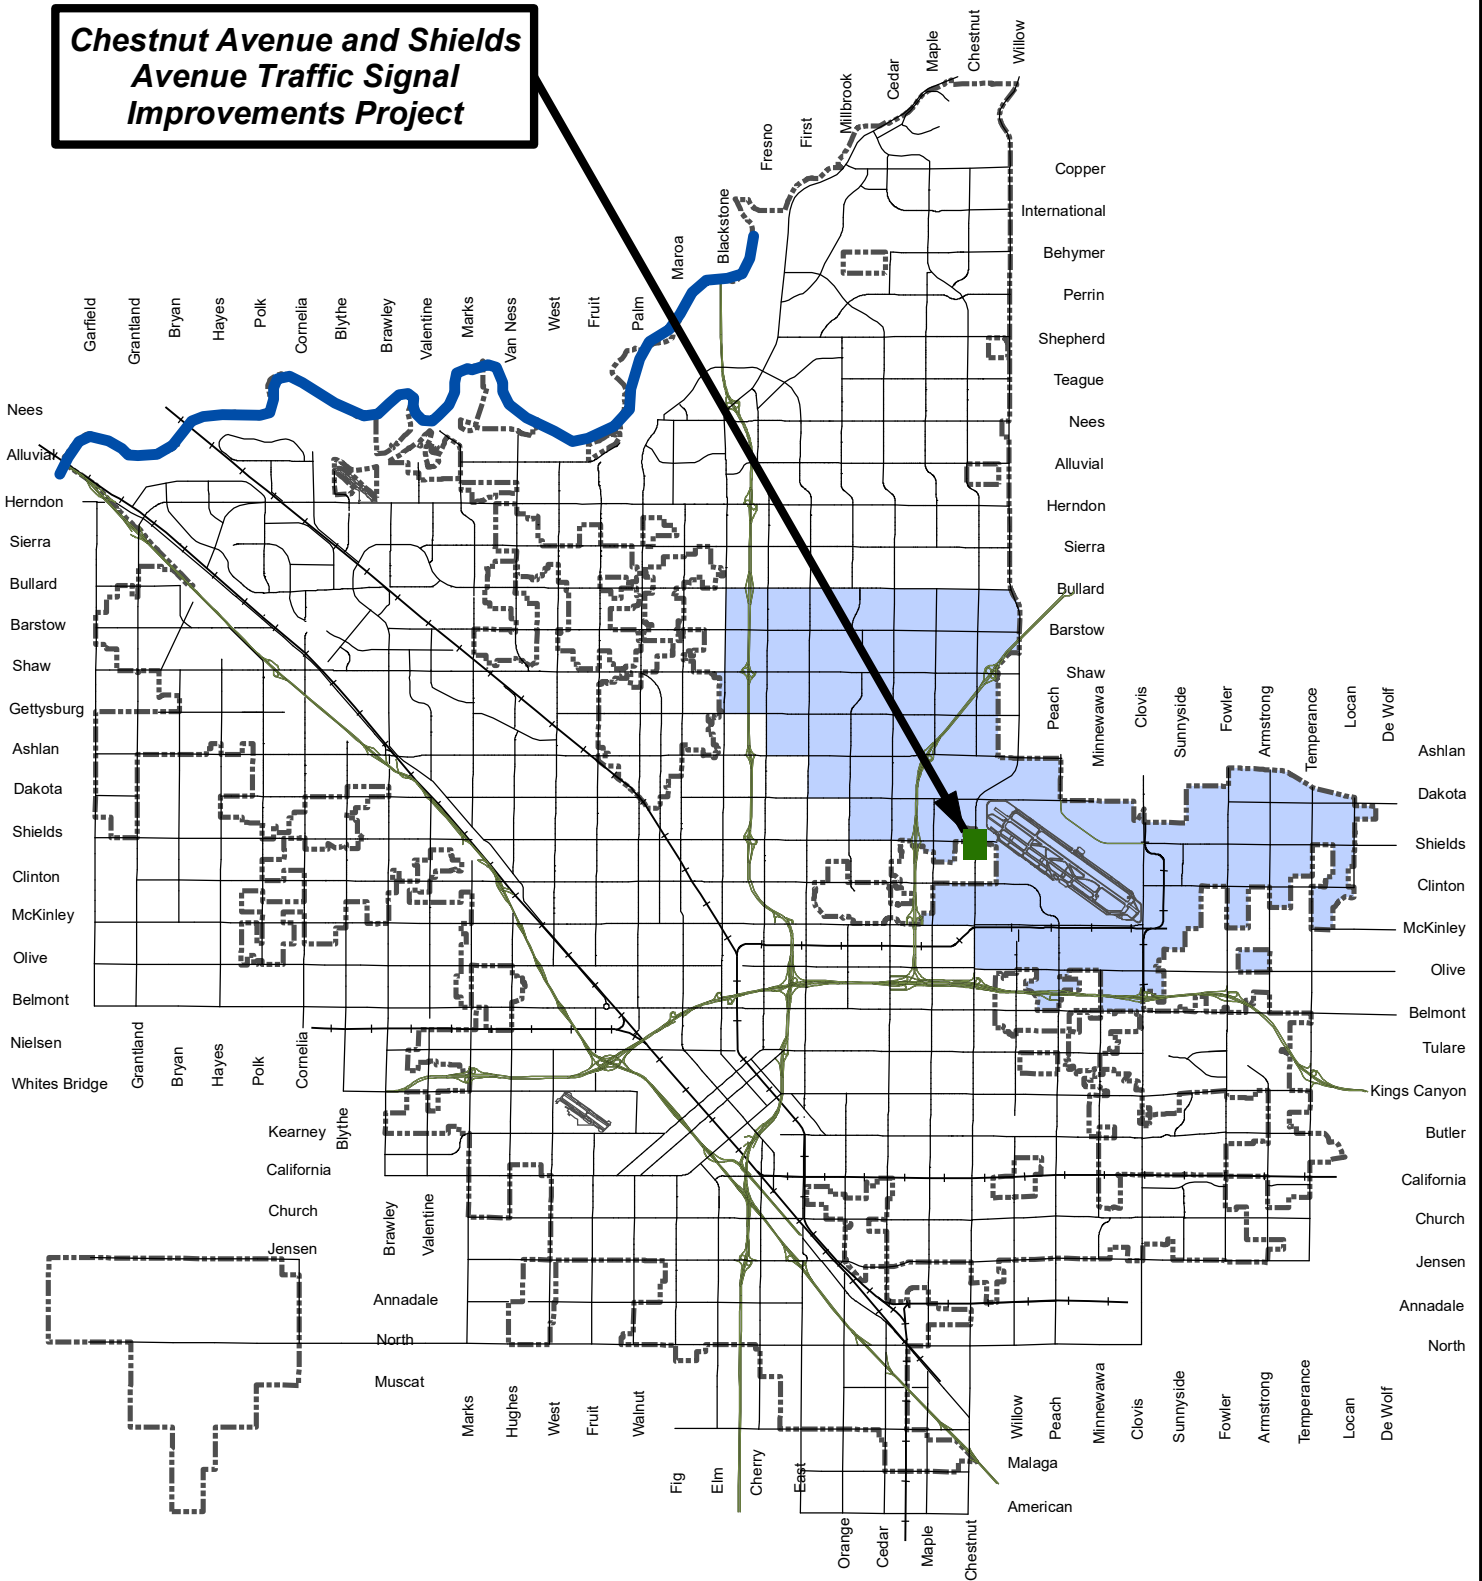 Chestnut Avenue and Shields
Avenue Traffic Signal
Improvements Project
Garfield
Grantland
Bryan
Hayes
Polk
Cornelia
Blythe
Brawley
Valentine
Marks
Van Ness
West
Fruit
Palm
Maroa
Blackstone
Fresno
First
Millbrook
Cedar
Maple
Chestnut
Willow
Copper
International
Behymer
Perrin
Shepherd
Teague
Nees
Alluvial
Herndon
Sierra
Bullard
Barstow
Shaw
Nees
Alluvial
Herndon
Sierra
Bullard
Barstow
Shaw
Gettysburg
Ashlan
Dakota
Shields
Clinton
McKinley
Olive
Belmont
Nielsen
Whites Bridge
Peach
Minnewawa
Clovis
Sunnyside
Fowler
Armstrong
Temperance
Locan
De Wolf
Ashlan
Dakota
Shields
Clinton
McKinley
Olive
Belmont
Tulare
Kings Canyon
Butler
California
Church
Jensen
Annadale
North
Grantland
Bryan
Hayes
Polk
Cornelia
Blythe
Kearney
California
Church
Jensen
Brawley
Valentine
Annadale
North
Muscat
Marks
Hughes
West
Fruit
Walnut
Fig
Elm
Cherry
East
Orange
Cedar
Maple
Chestnut
Willow
Peach
Minnewawa
Clovis
Sunnyside
Fowler
Armstrong
Temperance
Locan
De Wolf
Malaga
American